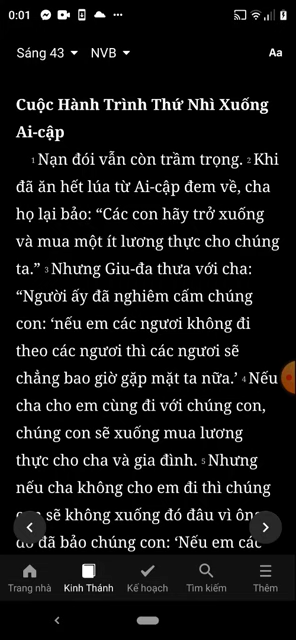 0:01
Sáng 43 NVB Aa
Cuộc Hành Trình Thứ Nhì Xuống
Ai-cập
1 Nạn đói vẫn còn trầm trọng. 2 Khi
đã ăn hết lúa từ Ai-cập đem về, cha
họ lại bảo: “Các con hãy trở xuống
và mua một ít lương thực cho chúng
ta.” 3 Nhưng Giu-đa thưa với cha:
“Người ấy đã nghiêm cấm chúng
con: ‘nếu em các ngươi không đi
theo các ngươi thì các ngươi sẽ
chẳng bao giờ gặp mặt ta nữa.’ 4 Nếu
cha cho em cùng đi với chúng con,
chúng con sẽ xuống mua lương
thực cho cha và gia đình. 5 Nhưng
nếu cha không cho em đi thì chúng
sẽ không xuống đó đâu vì
đã bảo chúng con: ‘Nếu em các
Trang nhà Kinh Thánh Kế hoạch Tìm kiếm Thêm